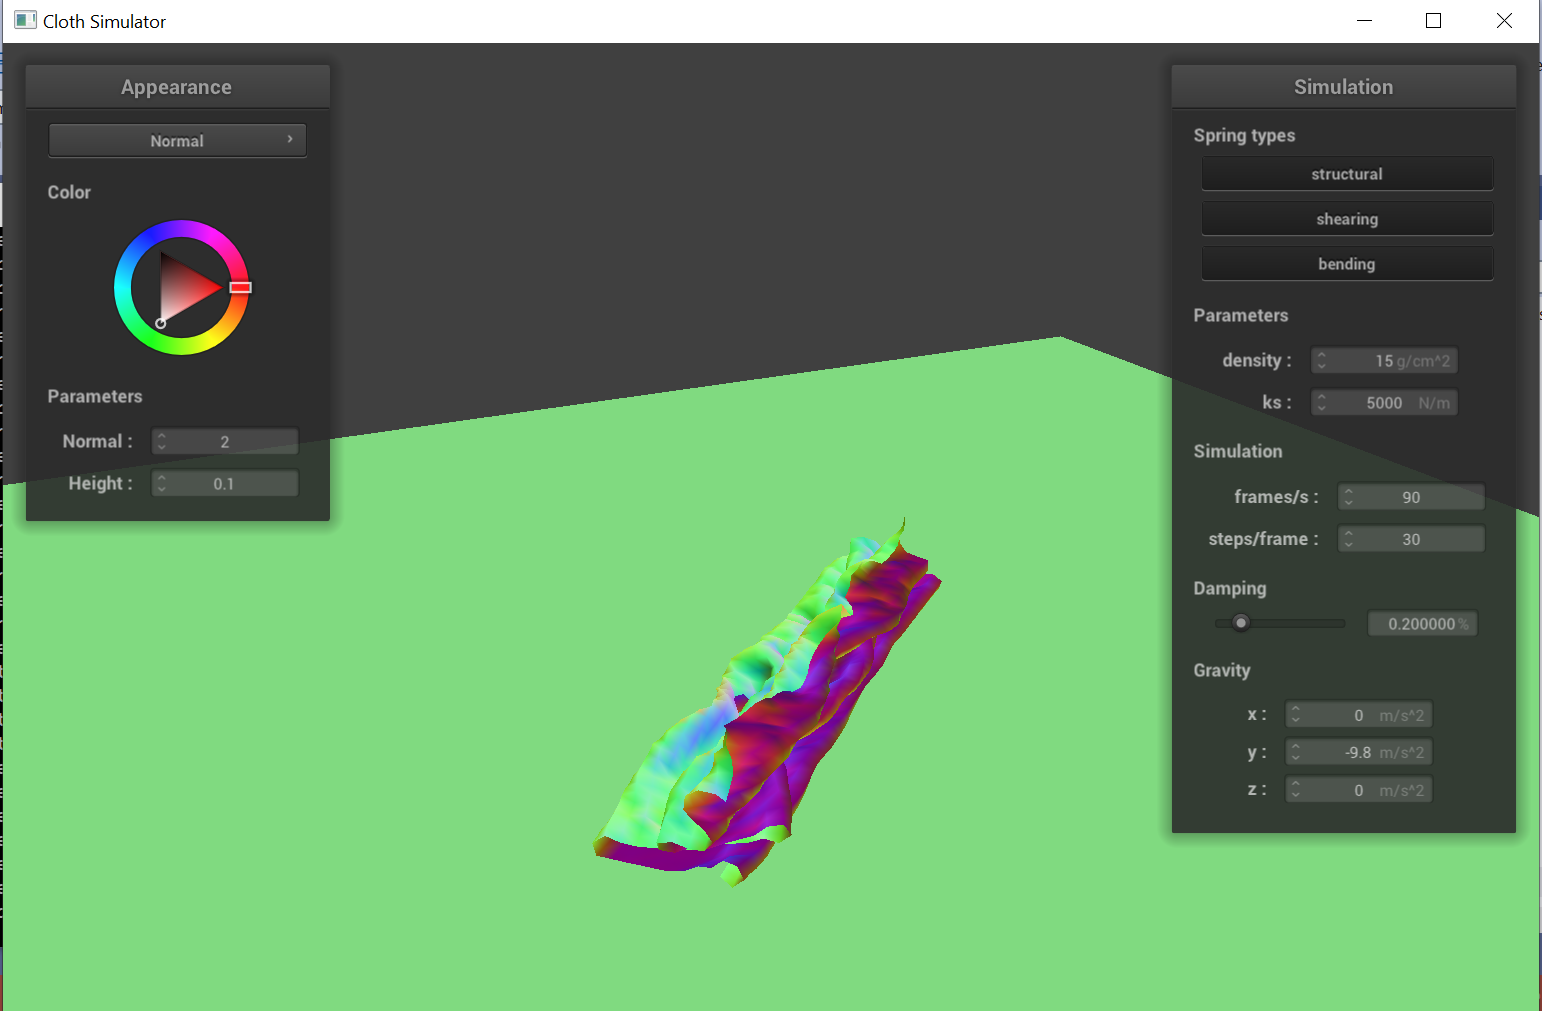 Cloth Simulator
Appearance
Normal
Color
Parameters
Normal : 2
Height : 0.1
Simulation
Spring types
structural
shearing
bending
Parameters
density : 15 g/cm^2
ks : 5000 N/m
Simulation
frames/s : 90
steps/frame : 30
Damping
0.200000 %
Gravity
x : 0 m/s^2
y : -9.8 m/s^2
z : 0 m/s^2